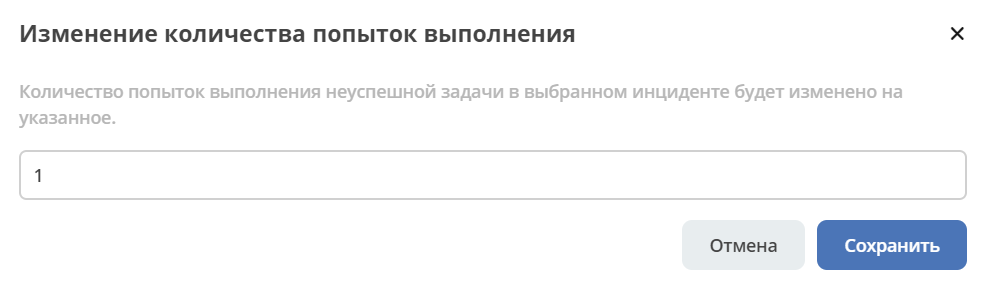 Изменение количества попыток выполнения
Количество попыток выполнения неуспешной задачи в выбранном инциденте будет изменено на
указанное.
1
Отмена
Сохранить